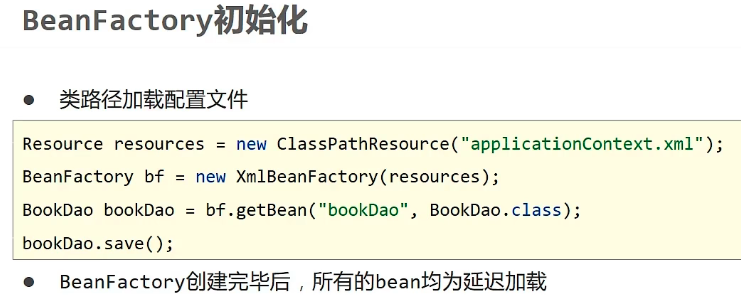 BeanFactory初始化
● 类路径加载配置文件
Resource resources = new ClassPathResource("applicationContext.xml");
BeanFactory bf = new XmlBeanFactory(resources);
BookDao bookDao = bf.getBean("bookDao", BookDao.class);
bookDao.save();
● BeanFactory创建完毕后，所有的bean均为延迟加载